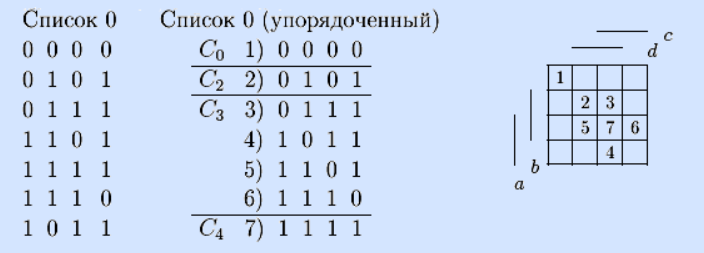 Список 0 Список 0 (упорядоченный)
0 0 0 0 C0 1) 0 0 0 0
0 1 0 1 C2 2) 0 1 0 1
0 1 1 1 C3 3) 0 1 1 1
1 1 0 1 4) 1 0 1 1
1 1 1 1 5) 1 1 0 1
1 1 1 0 6) 1 1 1 0
1 0 1 1 C4 7) 1 1 1 1
c
d
1
2 3
5 7 6
4
b
a